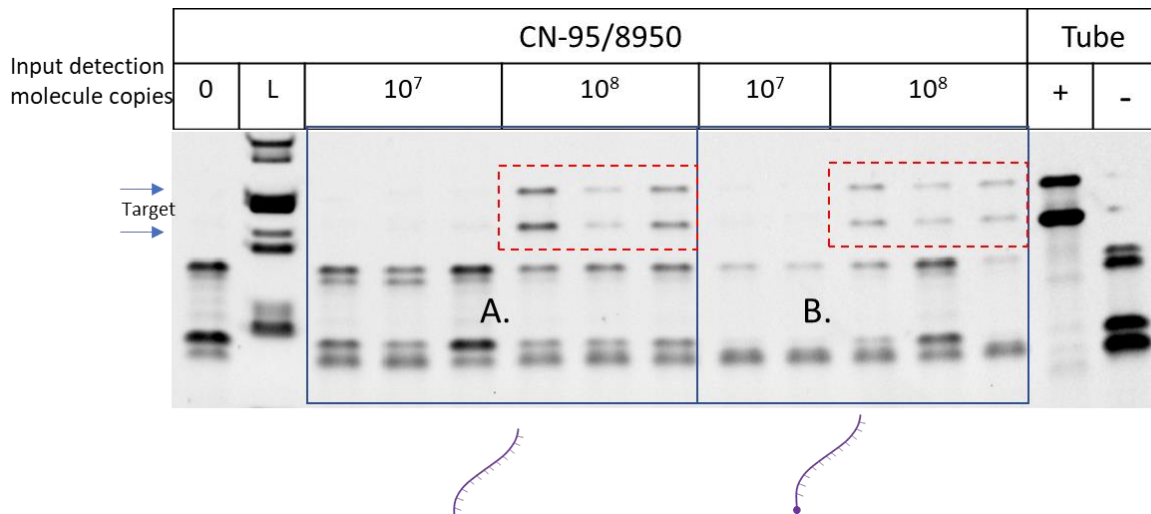 CN-95/8950 Tube
Input detection
molecule copies
0 L 10⁷ 10⁸ 10⁷ 10⁸ + -
Target
A. B.